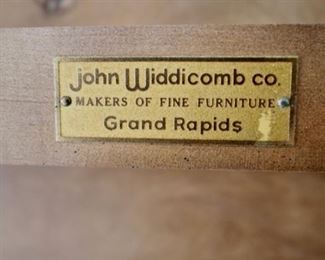 john Widdicomb co.
MAKERS OF FINE FURNITURE
Grand Rapids